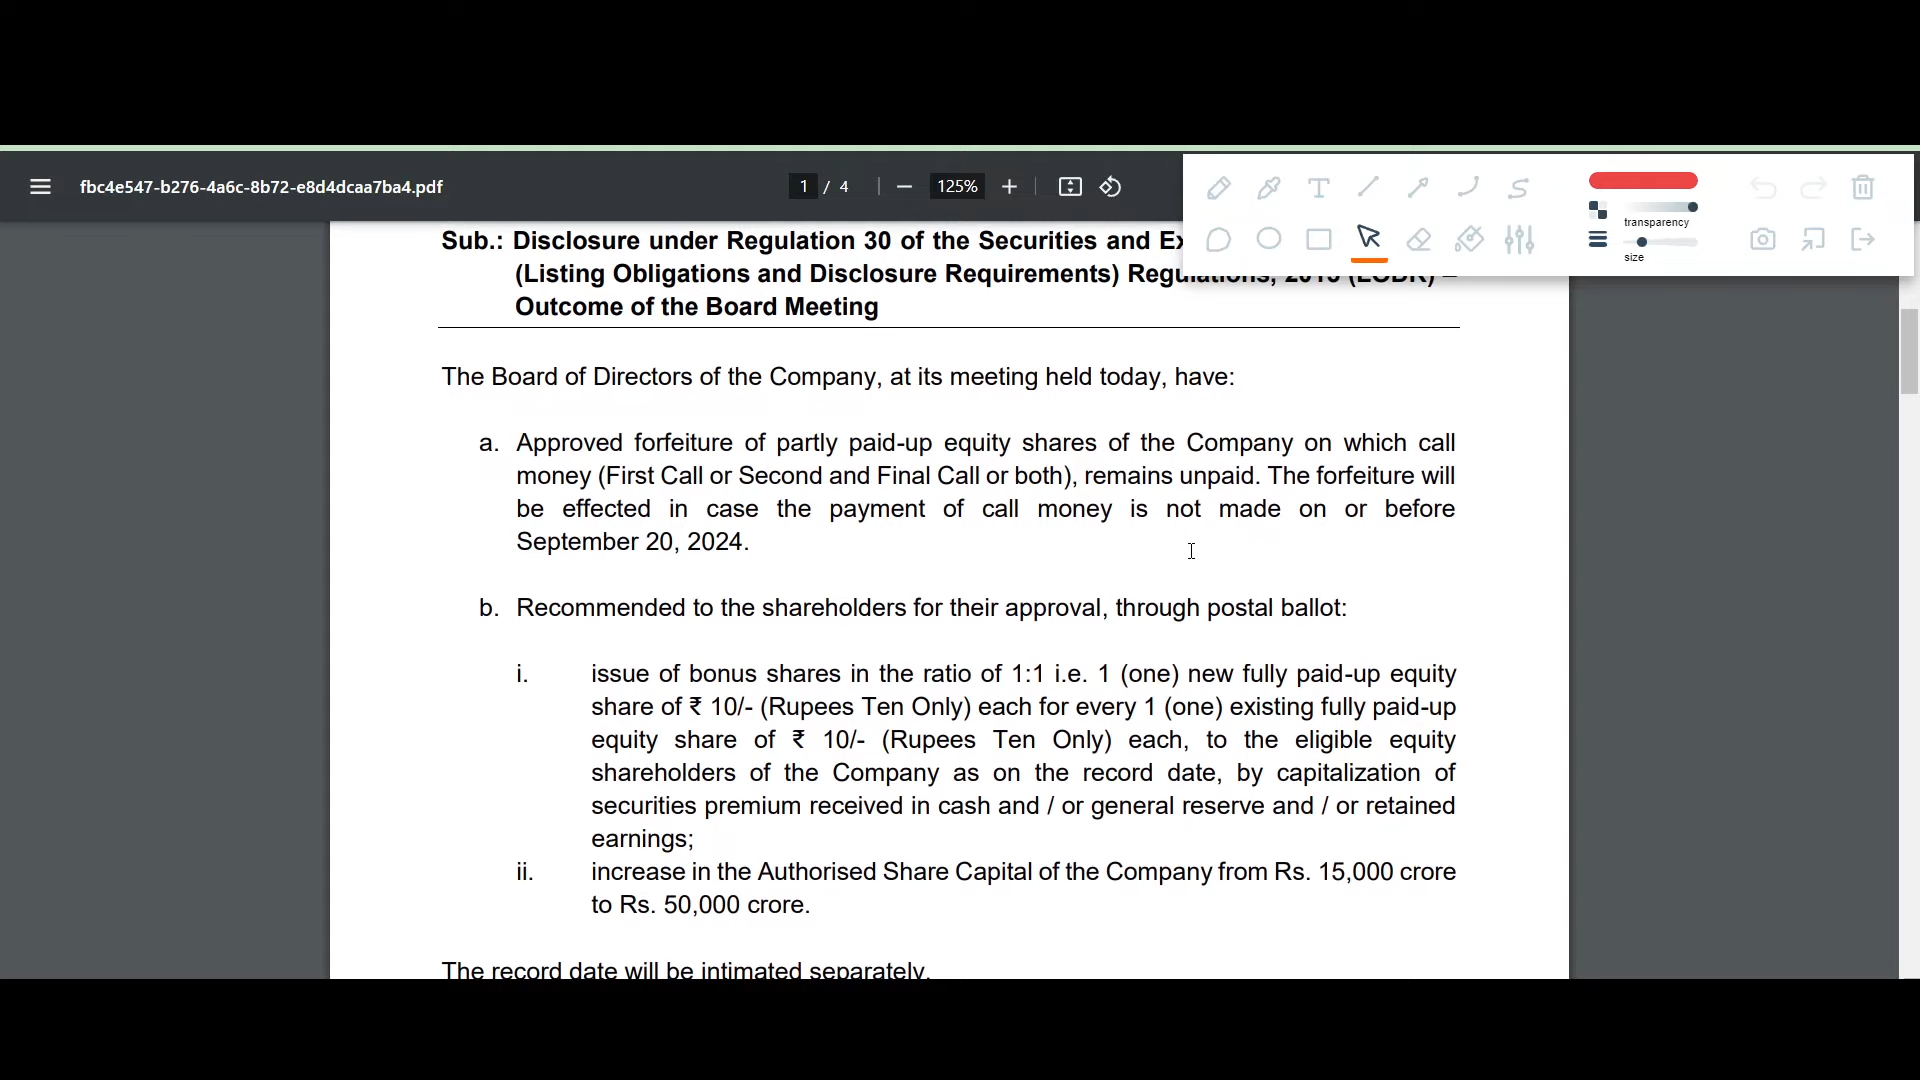 fbc4e547-b276-4a6c-8b72-e8d4dcaa7ba4.pdf
1 / 4
125%
transparency
size
Sub.: Disclosure under Regulation 30 of the Securities and
(Listing Obligations and Disclosure Requirements)
Outcome of the Board Meeting
The Board of Directors of the Company, at its meeting held today, have:
a. Approved forfeiture of partly paid-up equity shares of the Company on which call
money (First Call or Second and Final Call or both), remains unpaid. The forfeiture will
be effected in case the payment of call money is not made on or before
September 20, 2024.
b. Recommended to the shareholders for their approval, through postal ballot:
i. issue of bonus shares in the ratio of 1:1 i.e. 1 (one) new fully paid-up equity
share of ₹ 10/- (Rupees Ten Only) each for every 1 (one) existing fully paid-up
equity share of ₹ 10/- (Rupees Ten Only) each, to the eligible equity
shareholders of the Company as on the record date, by capitalization of
securities premium received in cash and / or general reserve and / or retained
earnings;
ii. increase in the Authorised Share Capital of the Company from Rs. 15,000 crore
to Rs. 50,000 crore.
The record date will be intimated separately.